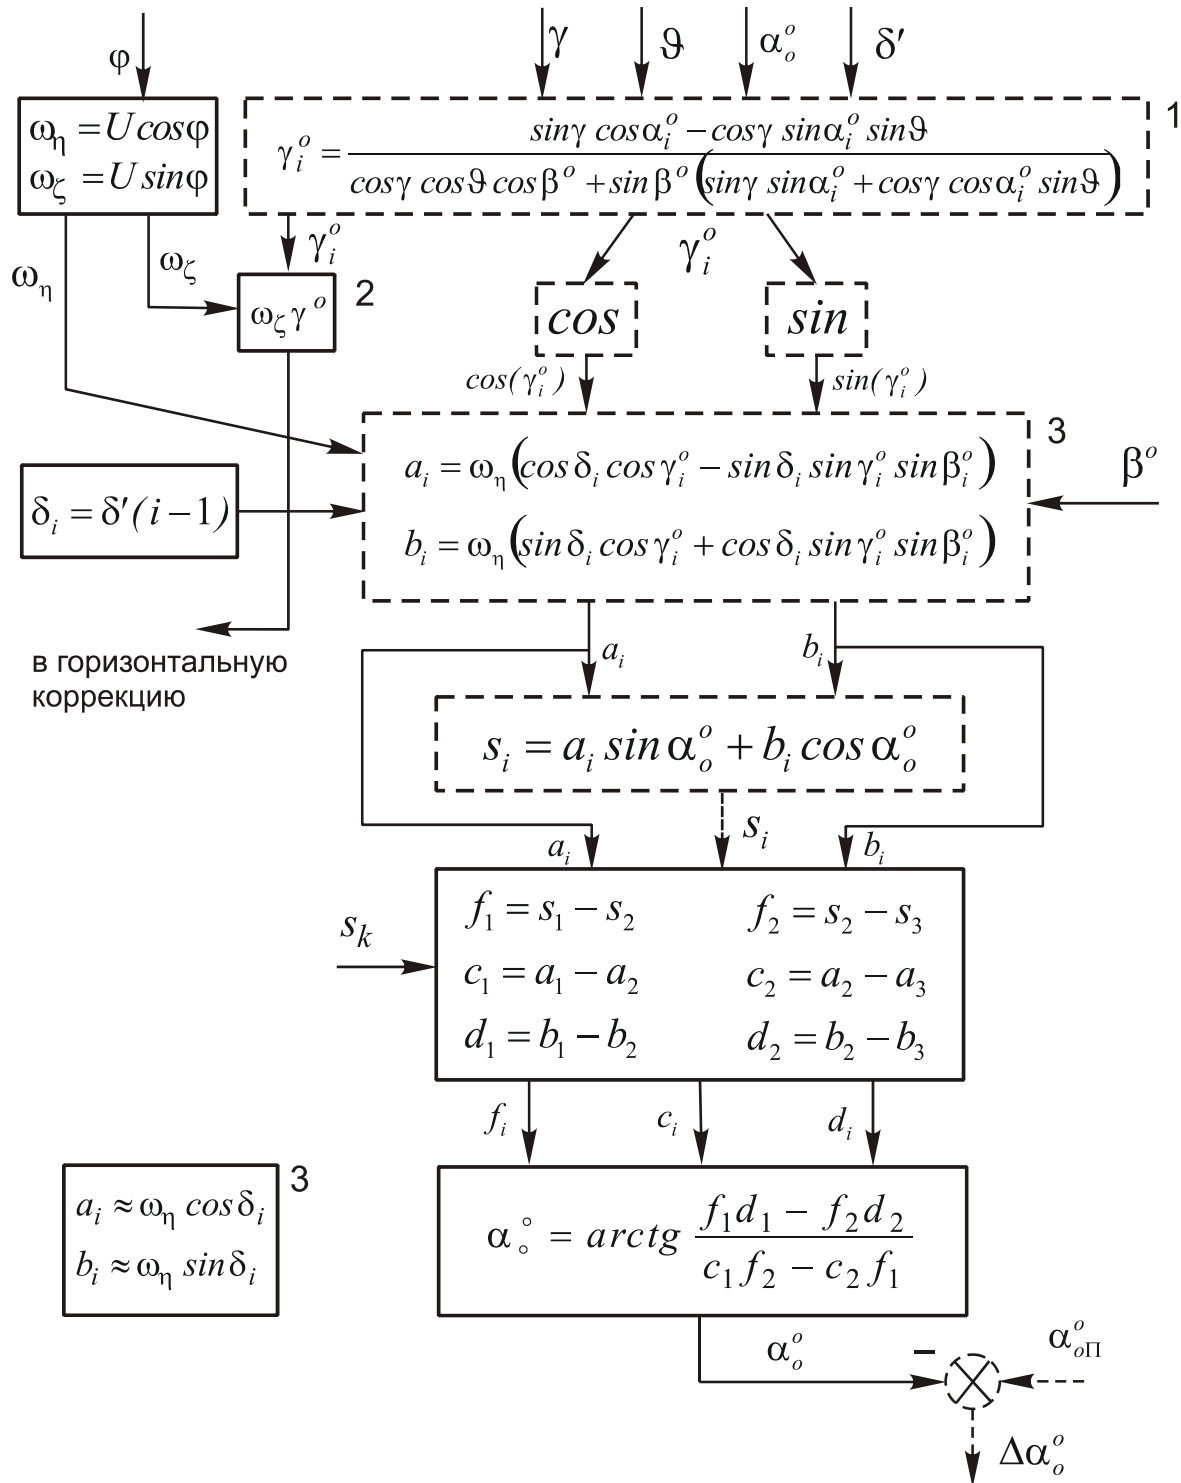 φ
γ
ϑ
α_o^o
δ′
ω_η = U cosφ
ω_ζ = U sinφ
1
γ_i^o = (sinγ cosα_i^o − cosγ sinα_i^o sinϑ) / (cosγ cosϑ cosβ^o + sinβ^o (sinγ sinα_i^o + cosγ cosα_i^o sinϑ))
γ_i^o
γ_i^o
ω_η
ω_ζ
2
ω_ζ γ^o
cos
sin
cos(γ_i^o)
sin(γ_i^o)
3
a_i = ω_η (cosδ_i cosγ_i^o − sinδ_i sinγ_i^o sinβ_i^o)
b_i = ω_η (sinδ_i cosγ_i^o + cosδ_i sinγ_i^o sinβ_i^o)
β^o
δ_i = δ′(i−1)
в горизонтальную
коррекцию
a_i
b_i
s_i = a_i sinα_o^o + b_i cosα_o^o
a_i
s_i
b_i
s_k
f_1 = s_1 − s_2
f_2 = s_2 − s_3
c_1 = a_1 − a_2
c_2 = a_2 − a_3
d_1 = b_1 − b_2
d_2 = b_2 − b_3
f_i
c_i
d_i
3
a_i ≈ ω_η cosδ_i
b_i ≈ ω_η sinδ_i
α_∘^∘ = arctg (f_1 d_1 − f_2 d_2) / (c_1 f_2 − c_2 f_1)
α_o^o
−
α_oП^o
Δα_o^o